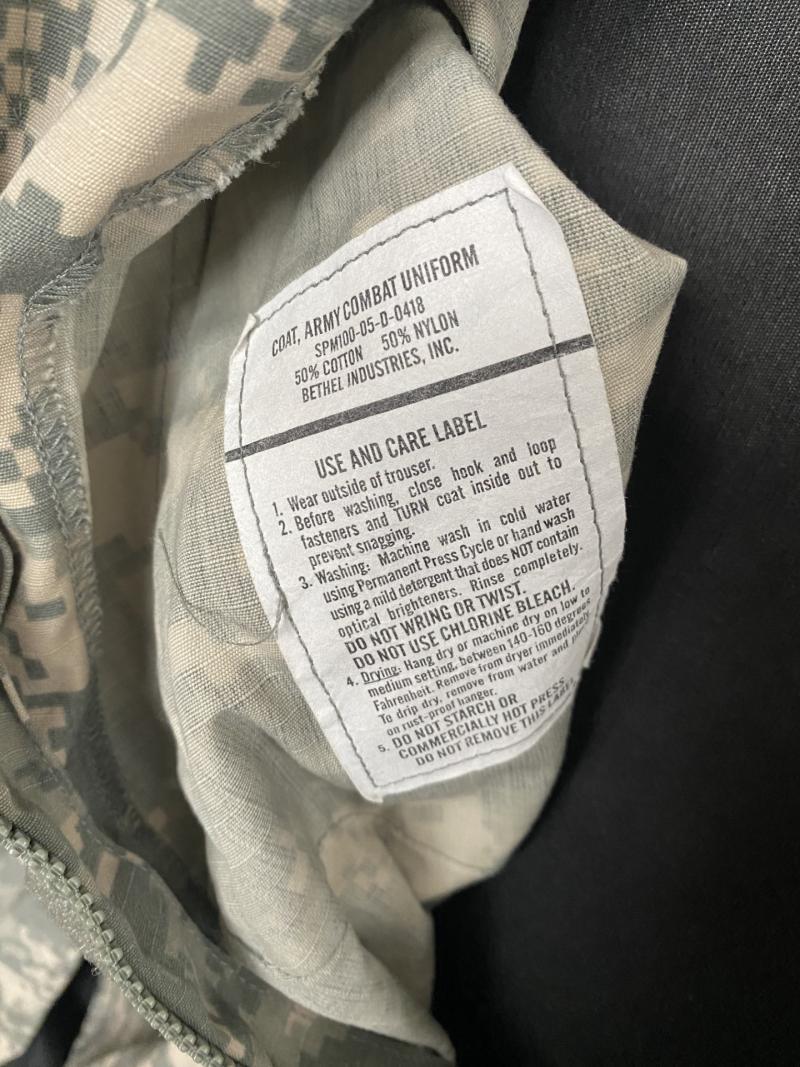 COAT, ARMY COMBAT UNIFORM
SPM100-05-D-0418
50% COTTON 50% NYLON
BETHEL INDUSTRIES, INC.
USE AND CARE LABEL
1. Wear outside of trouser.
2. Before washing, close hook and loop
fasteners and TURN coat inside out to
prevent snagging.
3. Washing: Machine wash in cold water
using Permanent Press Cycle or hand wash
using a mild detergent that does NOT contain
optical brighteners. Rinse completely.
DO NOT WRING OR TWIST.
DO NOT USE CHLORINE BLEACH.
4. Drying: Hang dry or machine dry on low to
medium setting, between 140-160 degrees
Fahrenheit. Remove from dryer immediately.
To drip dry, remove from water and place
on rust-proof hanger.
5. DO NOT STARCH OR
COMMERCIALLY HOT PRESS.
DO NOT REMOVE THIS LABEL